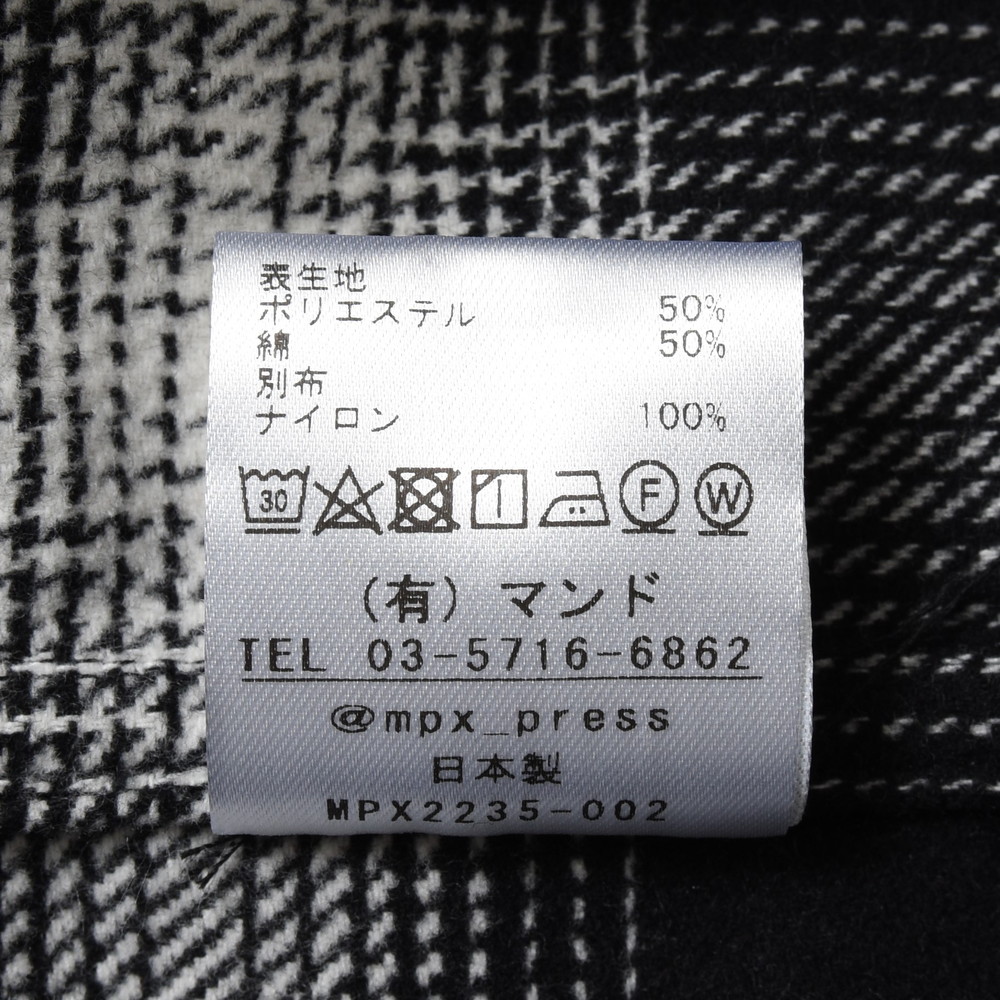 表生地
ポリエステル 50%
綿 50%
別布
ナイロン 100%
30 F W
(有) マンド
TEL 03-5716-6862
@mpx_press
日本製
MPX2235-002